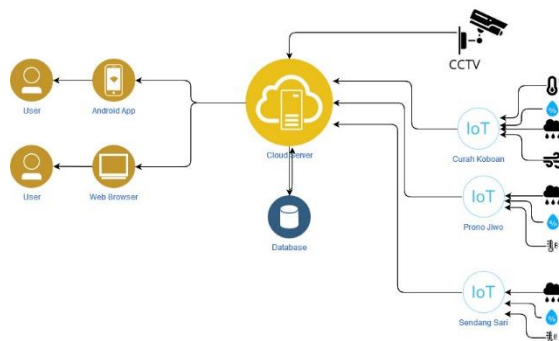 CCTV
User
Android App
Cloud Server
IoT
Curah Koboan
User
Web Browser
IoT
Prono Jiwo
Database
IoT
Sendang Sari